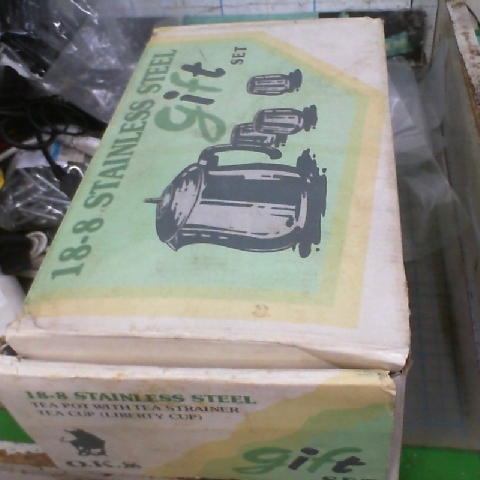 18-8 STAINLESS STEEL
gift
SET
18-8 STAINLESS STEEL
TEA POT WITH TEA STRAINER
TEA CUP (LIBERTY CUP)
O.K.
gift
SET